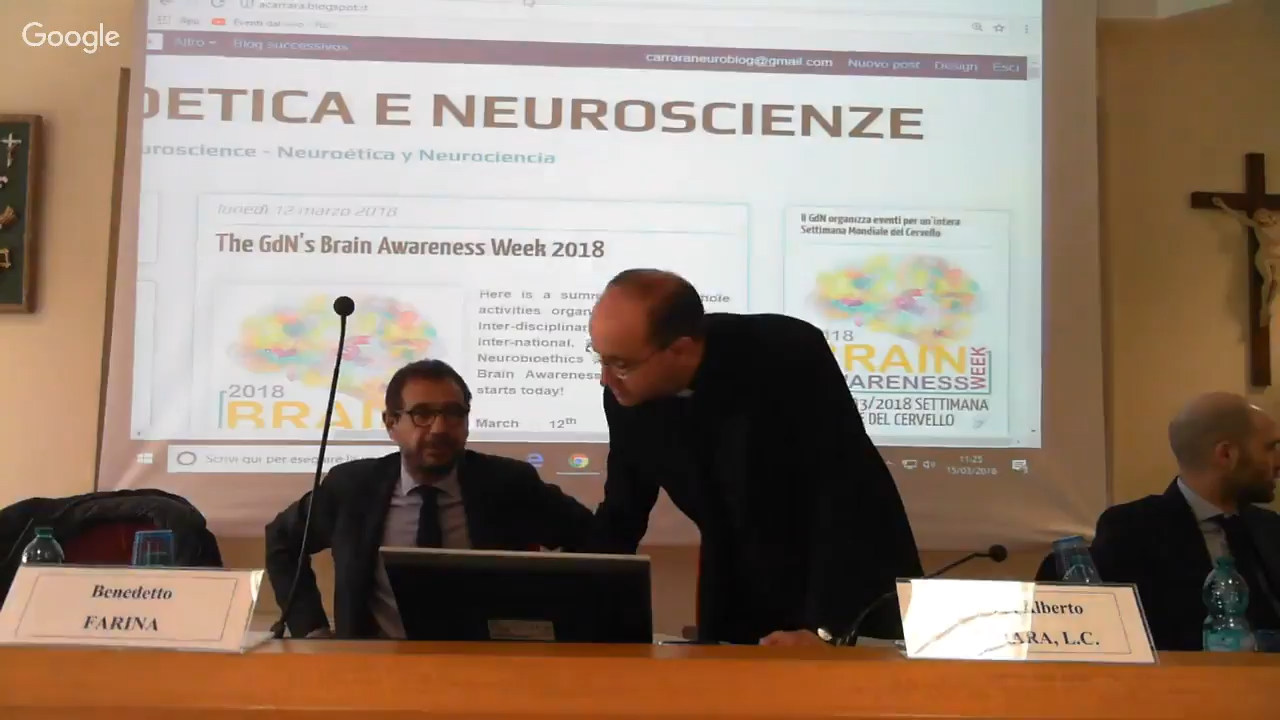 Google
acarrara.blogspot.it
Altro
Blog successivo»
carraraneuroblog@gmail.com
Nuovo post
Design
Esci
OETICA E NEUROSCIENZE
uroscience - Neuroética y Neurociencia
lunedì 12 marzo 2018
The GdN's Brain Awareness Week 2018
Here is a
activities
inter-disciplinar
inter-national.
Neurobioethics
Brain Awareness
starts today!
March 12th
2018
BRAI
Il GdN organizza eventi per un'intera
Settimana Mondiale del Cervello
18
BRAIN
AWARENESS
WEEK
3/2018 SETTIMANA
DEL CERVELLO
Scrivi qui per eseguire
11:25
15/03/2018
Benedetto
FARINA
Alberto
ARA, L.C.